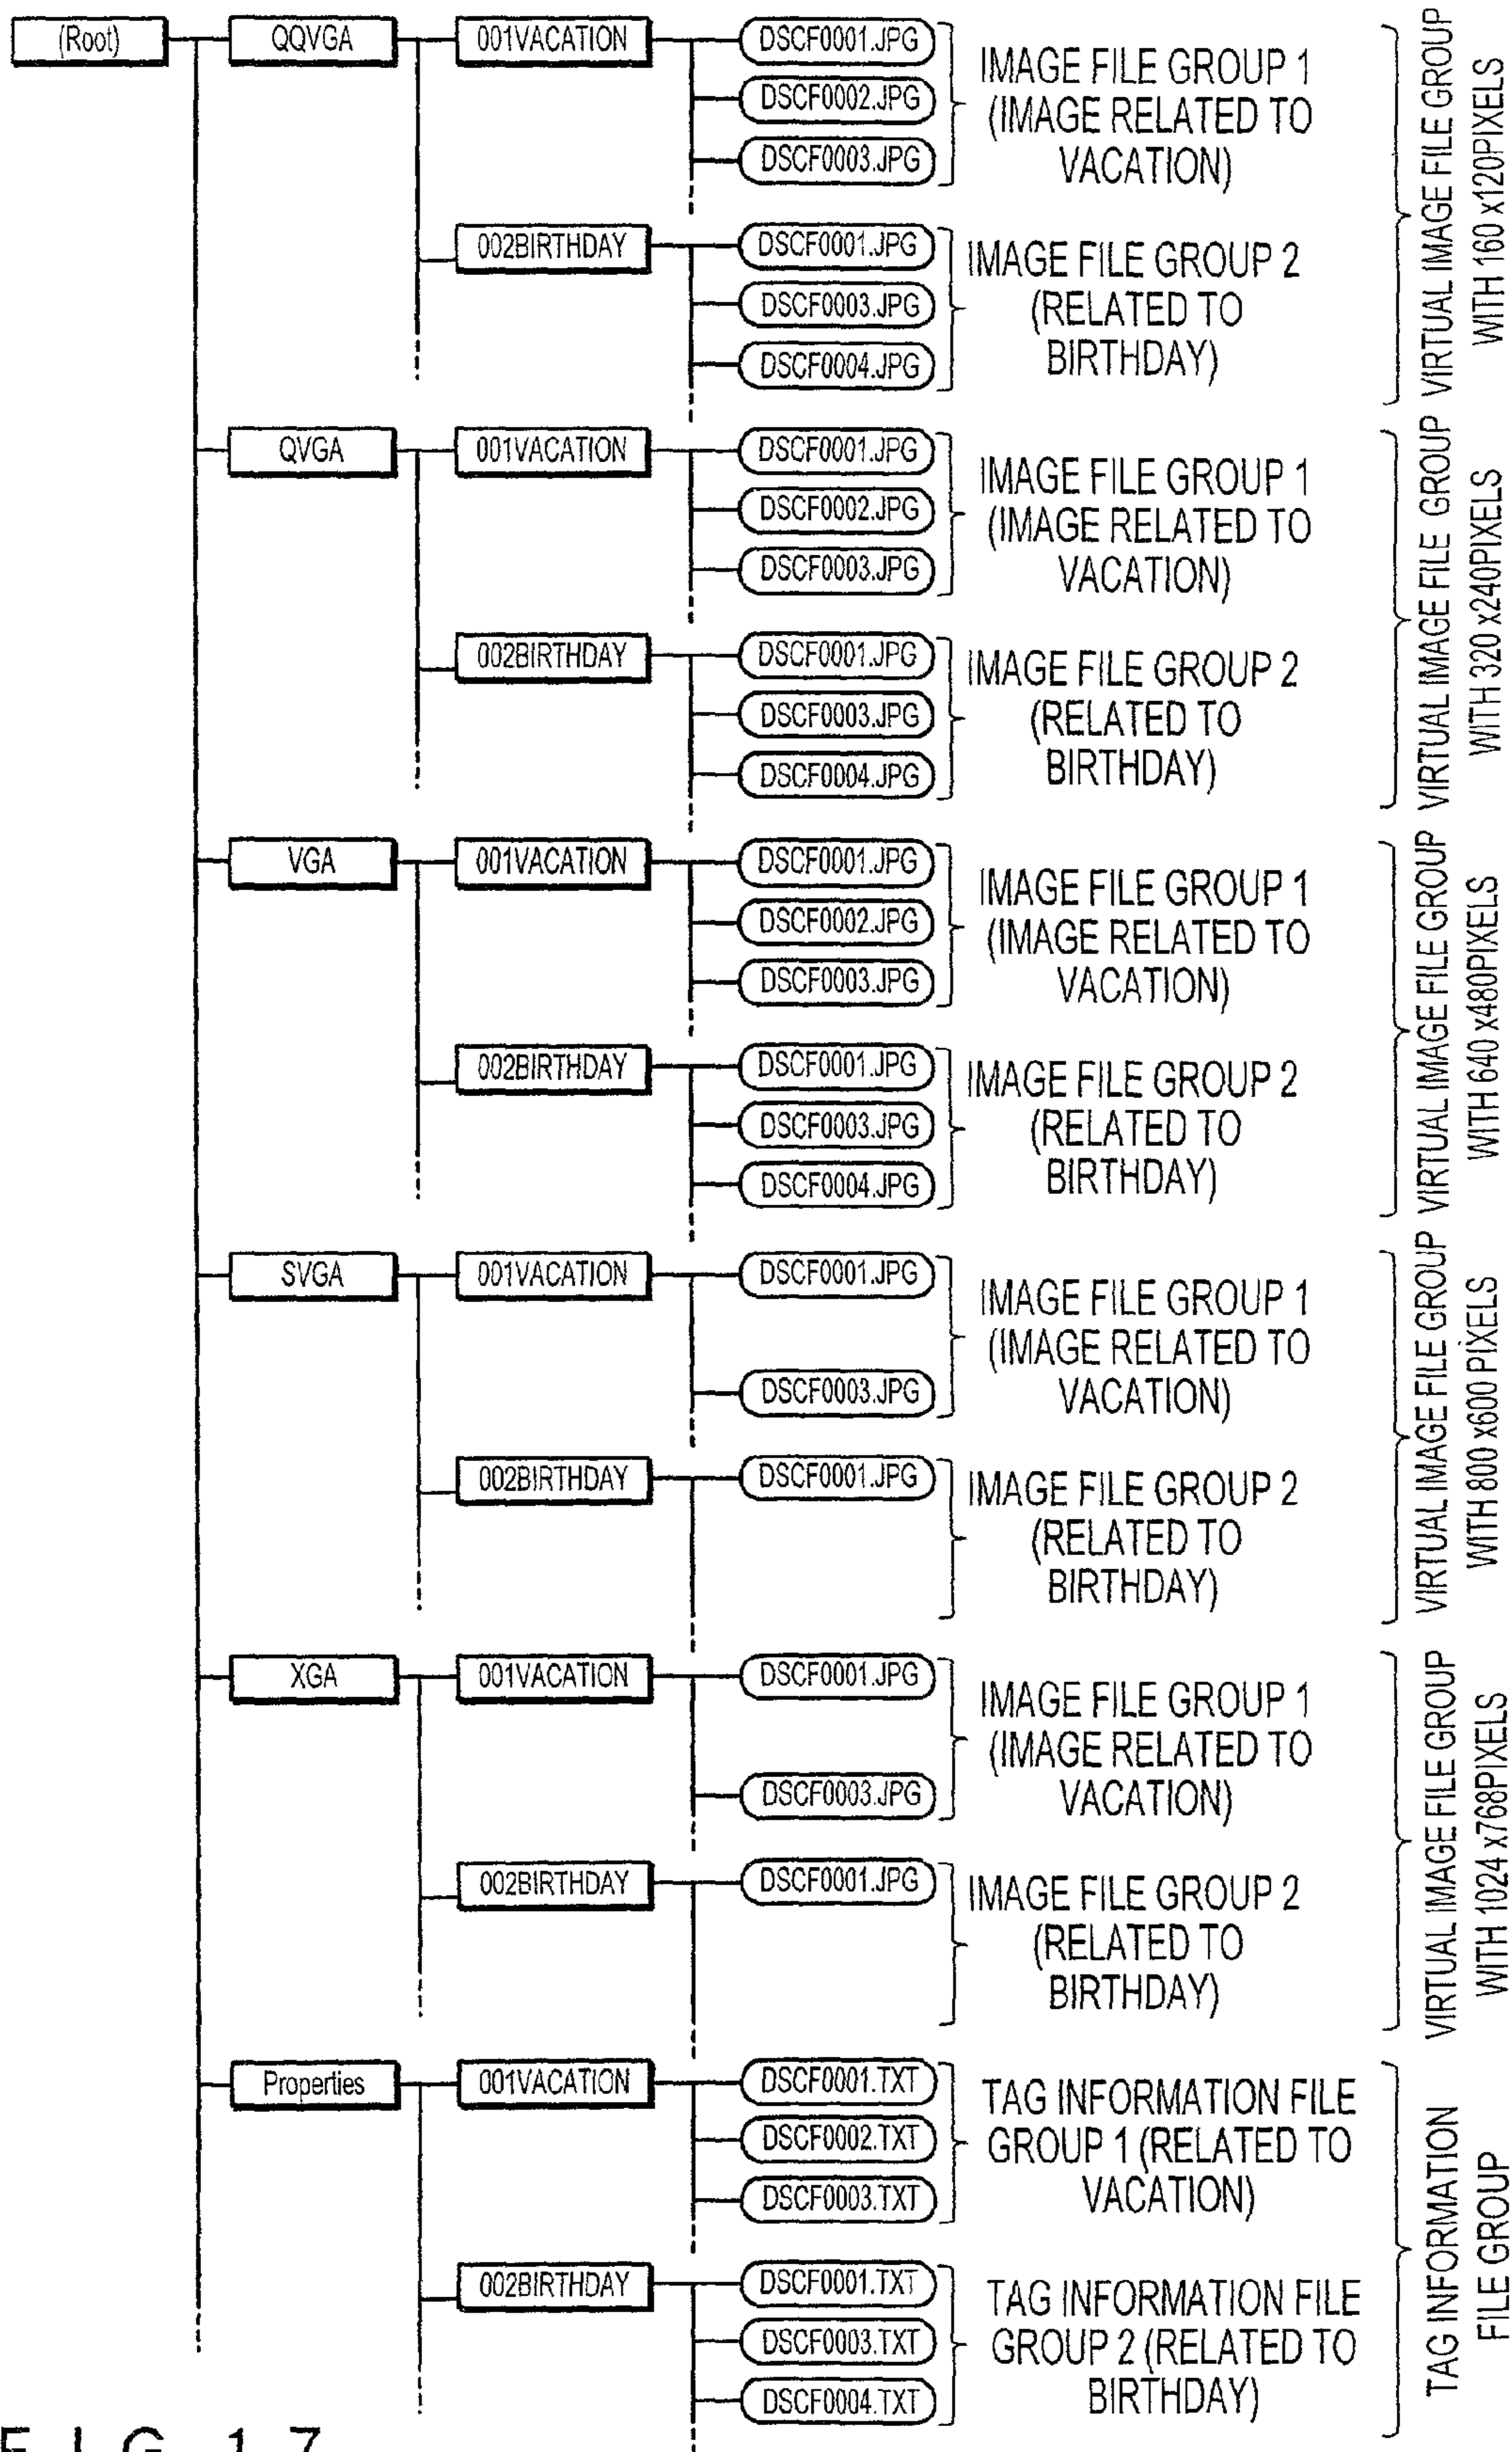 (Root)
QQVGA
001VACATION
DSCF0001.JPG
DSCF0002.JPG
DSCF0003.JPG
IMAGE FILE GROUP 1
(IMAGE RELATED TO
VACATION)
002BIRTHDAY
DSCF0001.JPG
DSCF0003.JPG
DSCF0004.JPG
IMAGE FILE GROUP 2
(RELATED TO
BIRTHDAY)
VIRTUAL IMAGE FILE GROUP
WITH 160 x120PIXELS
QVGA
001VACATION
DSCF0001.JPG
DSCF0002.JPG
DSCF0003.JPG
IMAGE FILE GROUP 1
(IMAGE RELATED TO
VACATION)
002BIRTHDAY
DSCF0001.JPG
DSCF0003.JPG
DSCF0004.JPG
IMAGE FILE GROUP 2
(RELATED TO
BIRTHDAY)
VIRTUAL IMAGE FILE GROUP
WITH 320 x240PIXELS
VGA
001VACATION
DSCF0001.JPG
DSCF0002.JPG
DSCF0003.JPG
IMAGE FILE GROUP 1
(IMAGE RELATED TO
VACATION)
002BIRTHDAY
DSCF0001.JPG
DSCF0003.JPG
DSCF0004.JPG
IMAGE FILE GROUP 2
(RELATED TO
BIRTHDAY)
VIRTUAL IMAGE FILE GROUP
WITH 640 x480PIXELS
SVGA
001VACATION
DSCF0001.JPG
DSCF0003.JPG
IMAGE FILE GROUP 1
(IMAGE RELATED TO
VACATION)
002BIRTHDAY
DSCF0001.JPG
IMAGE FILE GROUP 2
(RELATED TO
BIRTHDAY)
VIRTUAL IMAGE FILE GROUP
WITH 800 x600 PIXELS
XGA
001VACATION
DSCF0001.JPG
DSCF0003.JPG
IMAGE FILE GROUP 1
(IMAGE RELATED TO
VACATION)
002BIRTHDAY
DSCF0001.JPG
IMAGE FILE GROUP 2
(RELATED TO
BIRTHDAY)
VIRTUAL IMAGE FILE GROUP
WITH 1024 x768PIXELS
Properties
001VACATION
DSCF0001.TXT
DSCF0002.TXT
DSCF0003.TXT
TAG INFORMATION FILE
GROUP 1 (RELATED TO
VACATION)
002BIRTHDAY
DSCF0001.TXT
DSCF0003.TXT
DSCF0004.TXT
TAG INFORMATION FILE
GROUP 2 (RELATED TO
BIRTHDAY)
TAG INFORMATION
FILE GROUP
FIG. 17